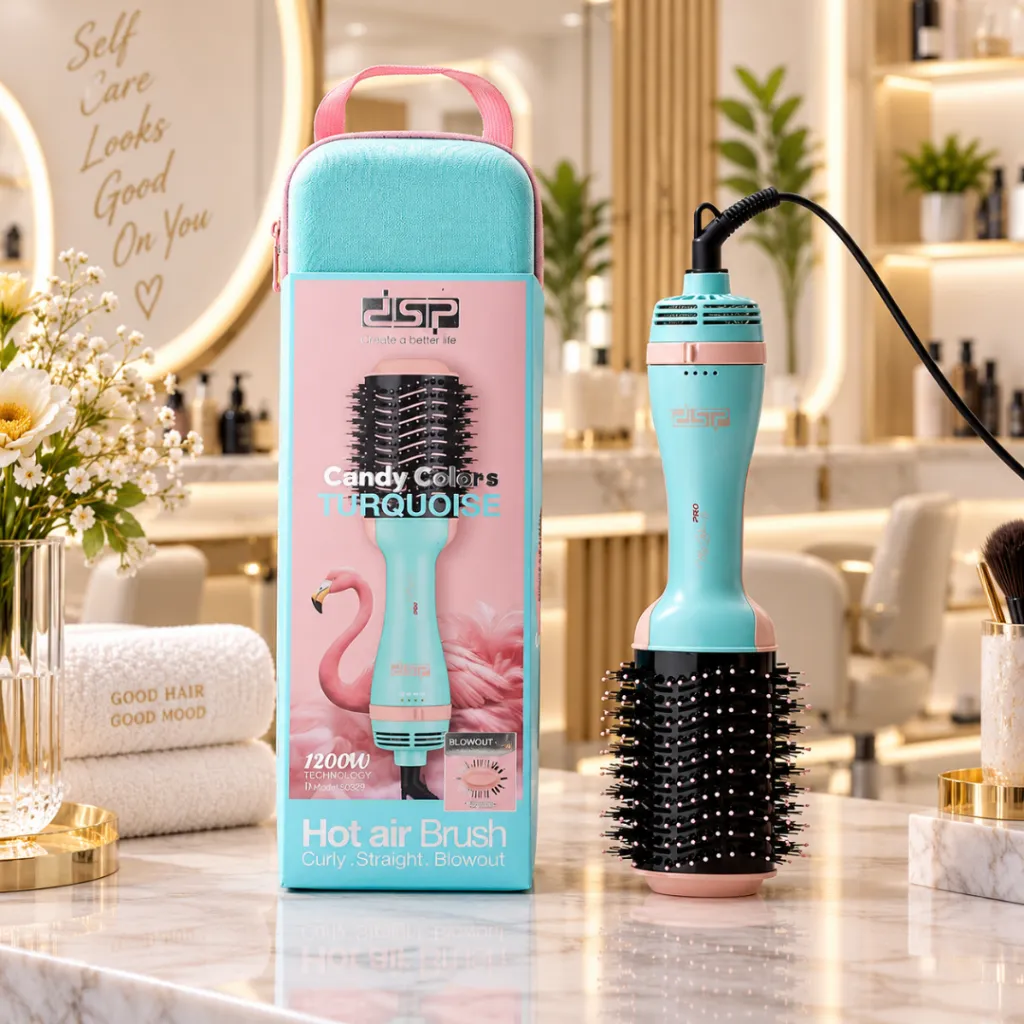 Self
Care
Looks
Good
On You
dsp
Create a better life
Candy Colors
TURQUOISE
1200W
TECHNOLOGY
BLOWOUT
Hot air Brush
Curly . Straight . Blowout
GOOD HAIR
GOOD MOOD
dsp
PRO